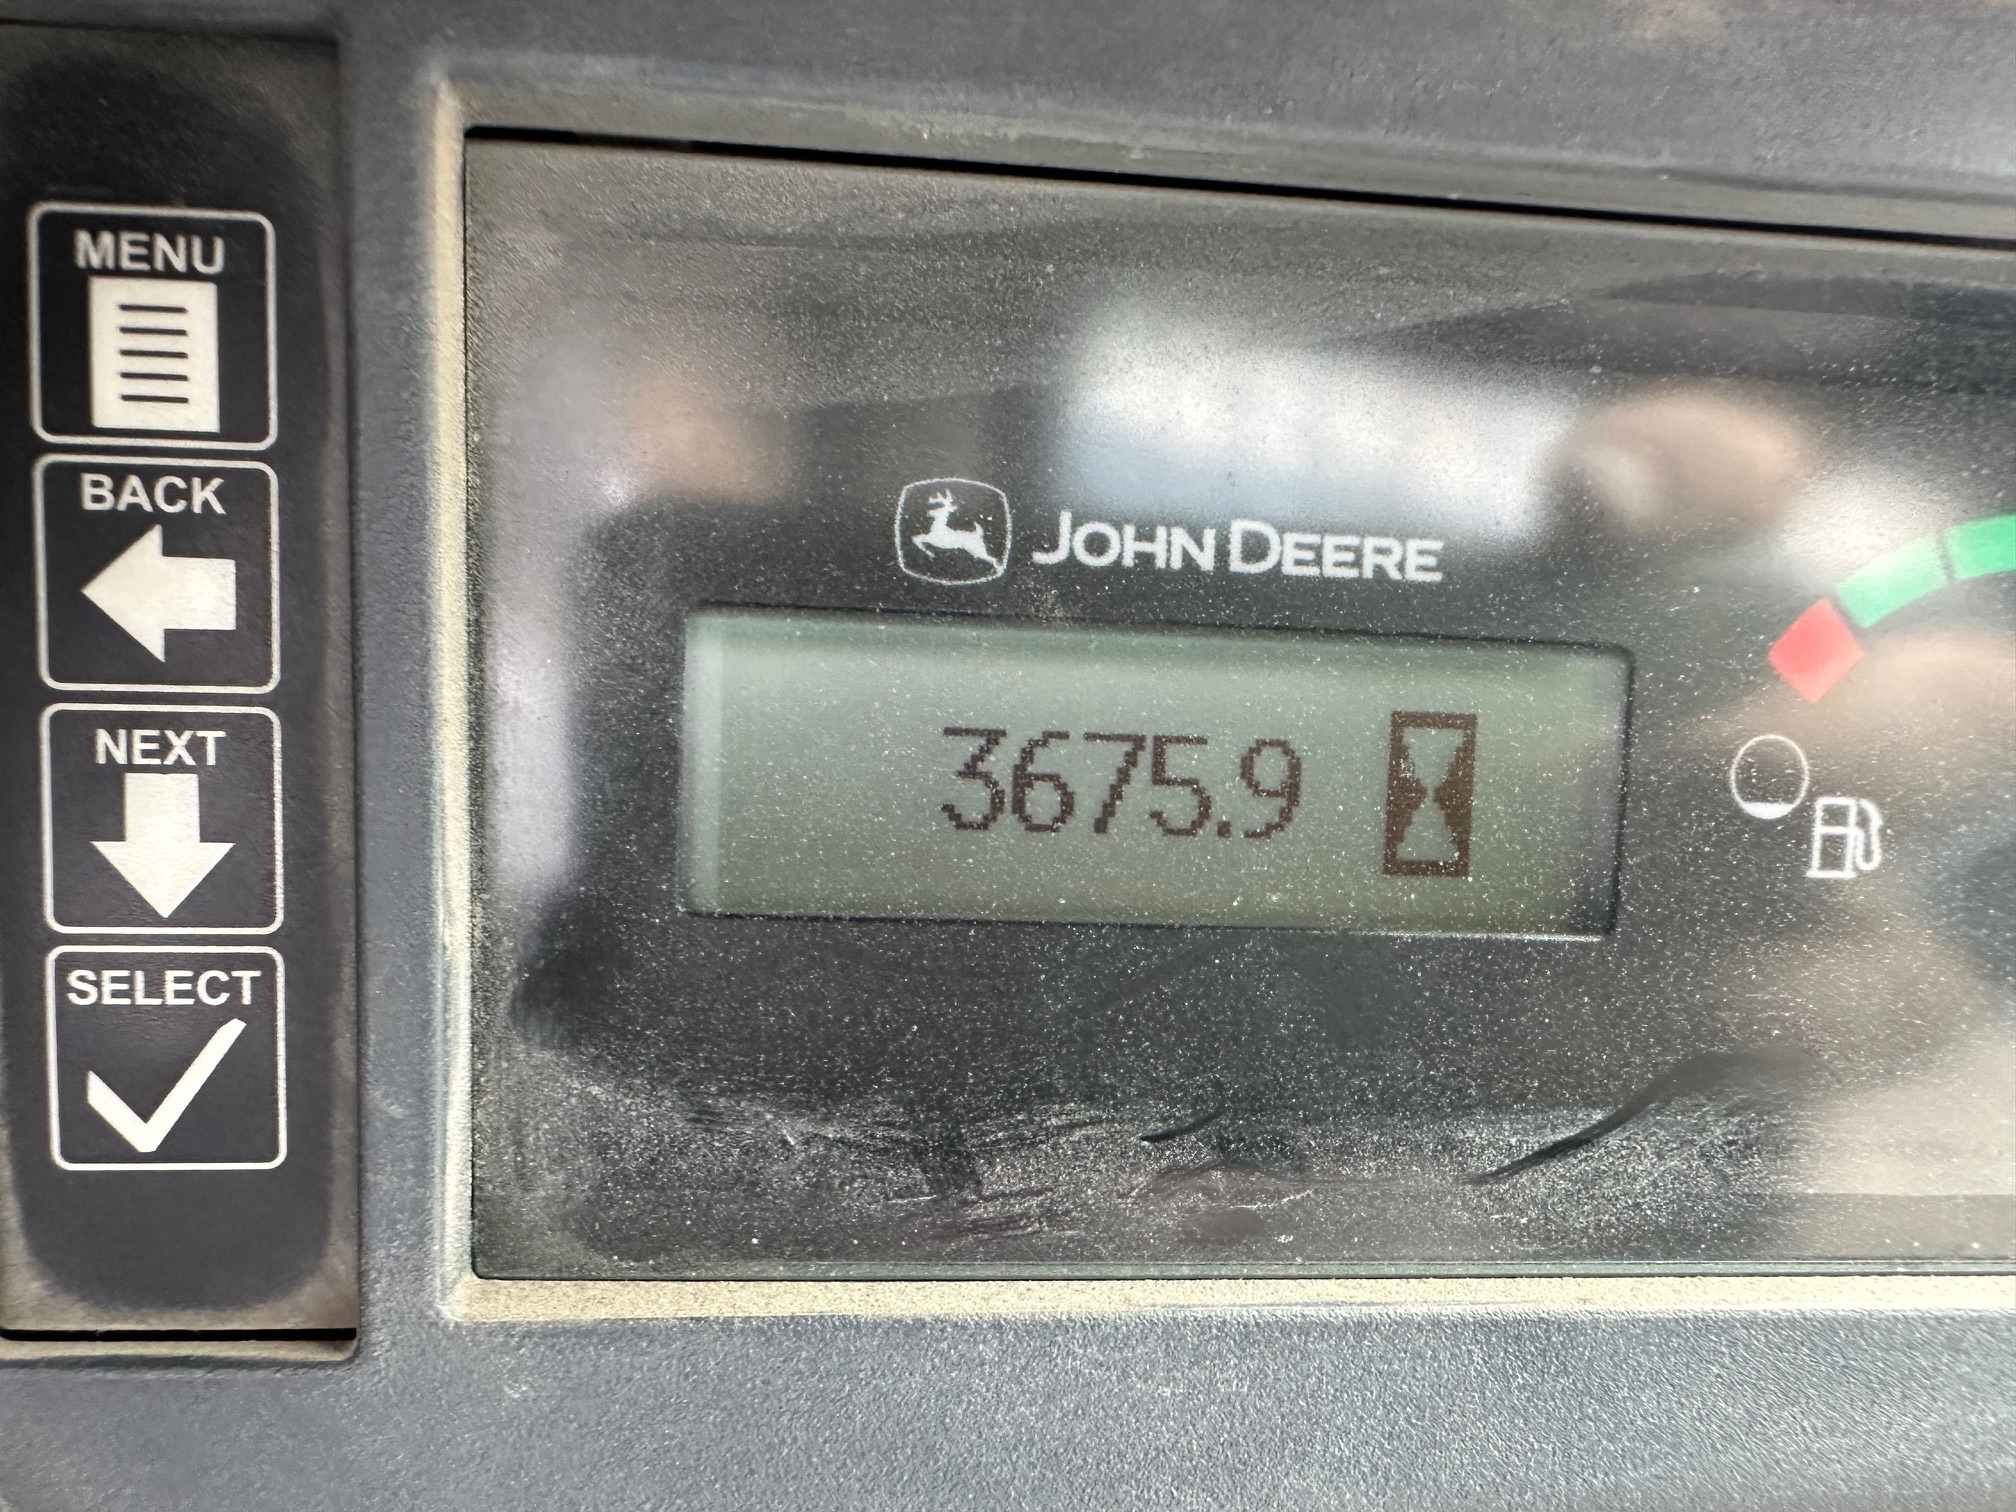 MENU
BACK
NEXT
SELECT
JOHN DEERE
3675.9